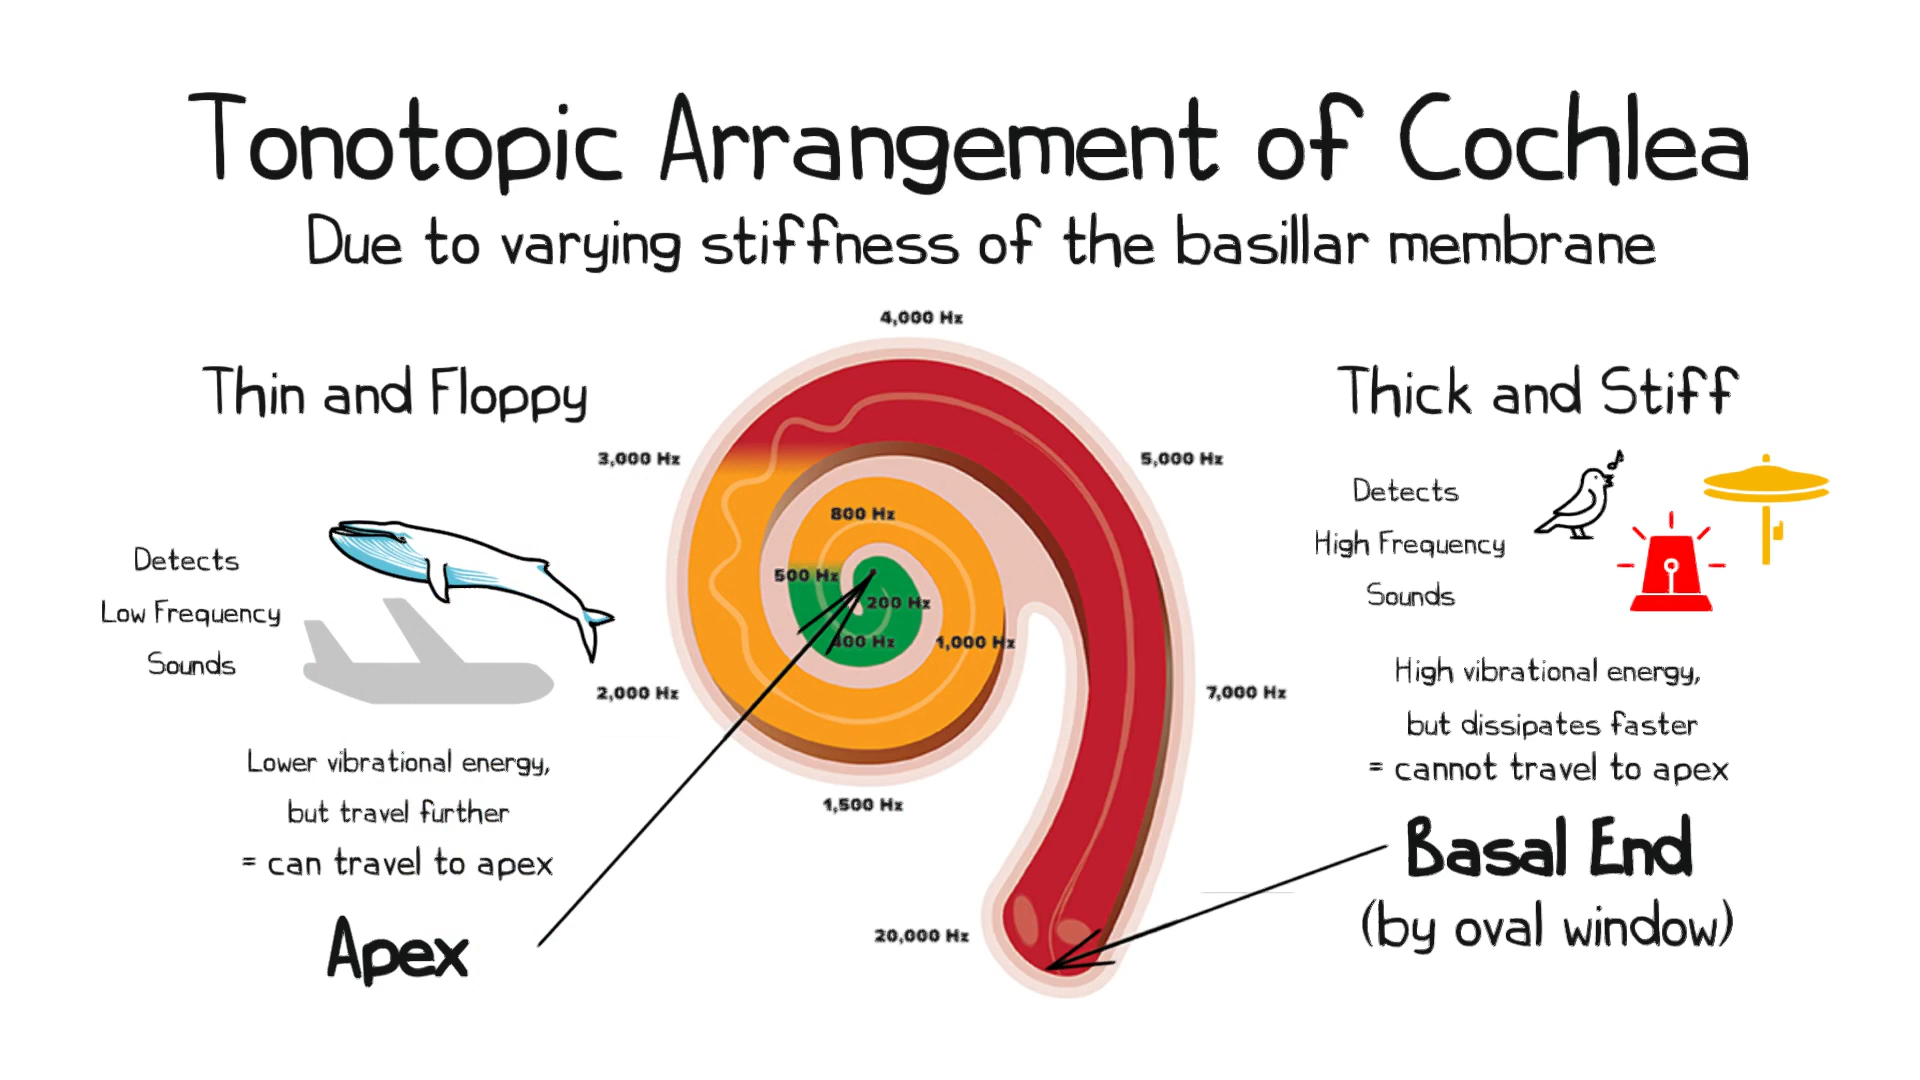 Tonotopic Arrangement of Cochlea
Due to varying stiffness of the basillar membrane
4,000 Hz
Thin and Floppy
Thick and Stiff
3,000 Hz
5,000 Hz
Detects
High Frequency
Sounds
800 Hz
500 Hz
200 Hz
400 Hz
1,000 Hz
Detects
Low Frequency
Sounds
2,000 Hz
7,000 Hz
High vibrational energy,
but dissipates faster
= cannot travel to apex
Lower vibrational energy,
but travel further
= can travel to apex
1,500 Hz
Basal End
(by oval window)
20,000 Hz
Apex